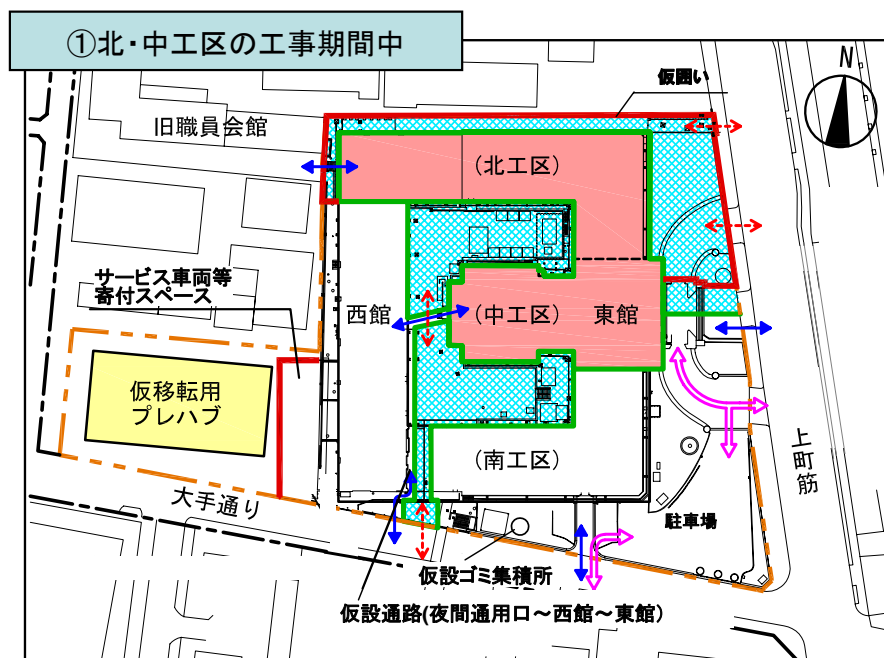 ①北・中工区の工事期間中
N
仮囲い
旧職員会館
(北工区)
サービス車両等
寄付スペース
西館
(中工区)
東館
仮移転用
プレハブ
(南工区)
上町筋
大手通り
駐車場
仮設ゴミ集積所
仮設通路(夜間通用口~西館~東館)